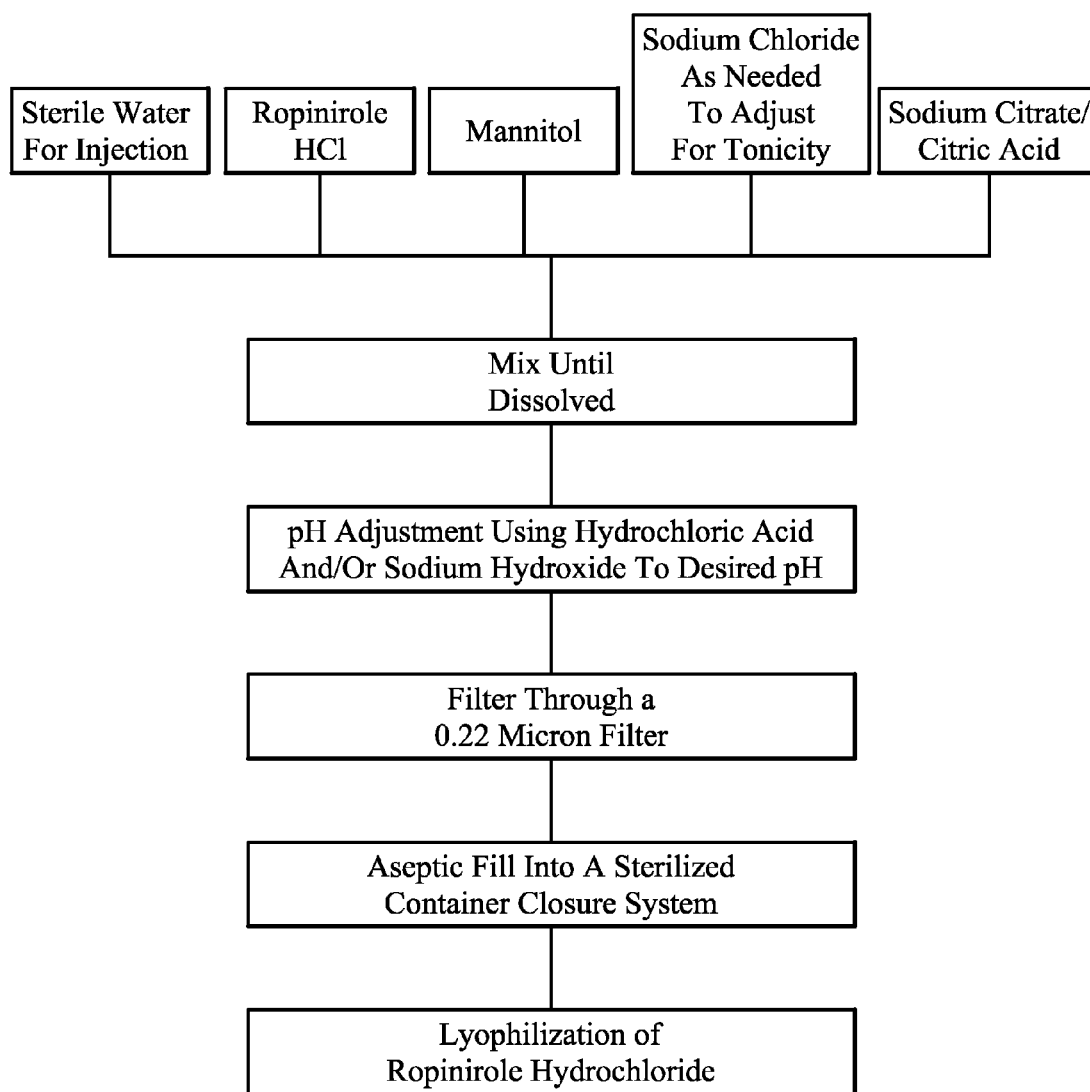 Sterile Water
For Injection
Ropinirole
HCl
Mannitol
Sodium Chloride
As Needed
To Adjust
For Tonicity
Sodium Citrate/
Citric Acid
Mix Until
Dissolved
pH Adjustment Using Hydrochloric Acid
And/Or Sodium Hydroxide To Desired pH
Filter Through a
0.22 Micron Filter
Aseptic Fill Into A Sterilized
Container Closure System
Lyophilization of
Ropinirole Hydrochloride